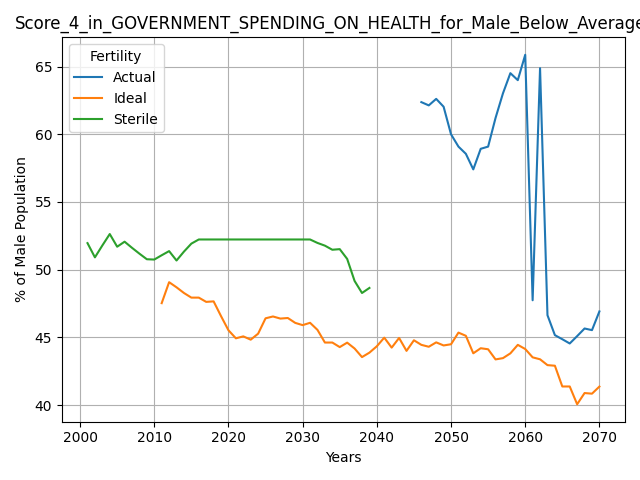 Score_4_in_GOVERNMENT_SPENDING_ON_HEALTH_for_Male_Below_Average
Fertility
Actual
Ideal
Sterile
% of Male Population
65
60
55
50
45
40
2000 2010 2020 2030 2040 2050 2060 2070
Years